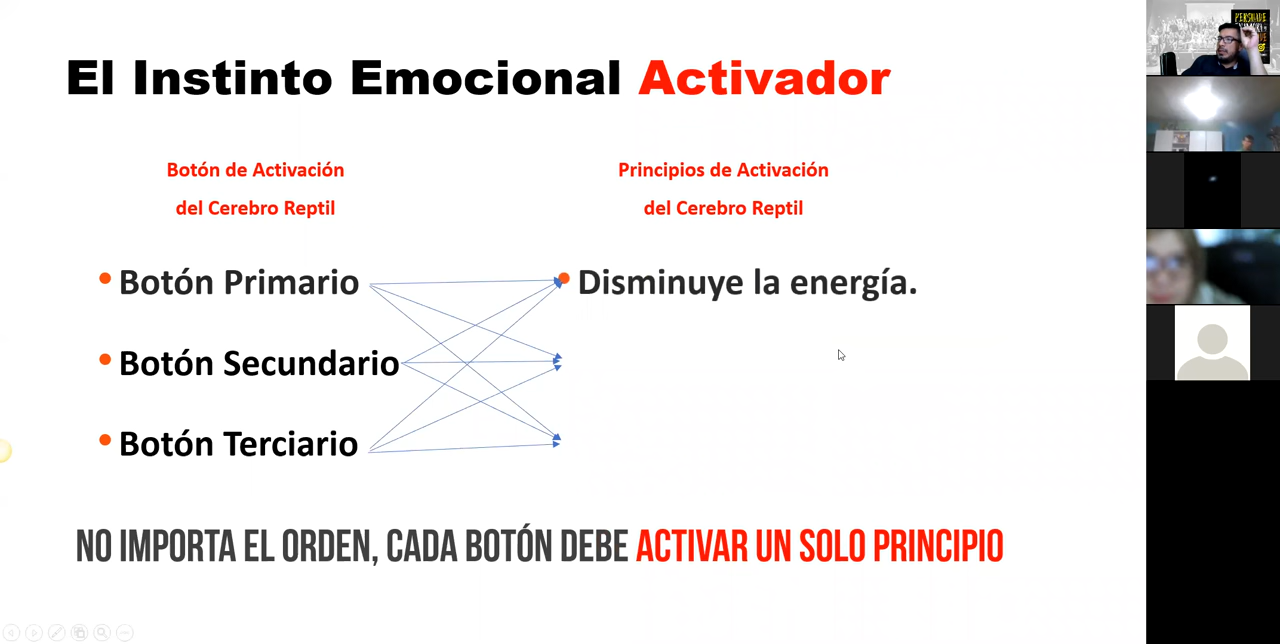 El Instinto Emocional Activador
Botón de Activación
del Cerebro Reptil
Principios de Activación
del Cerebro Reptil
• Botón Primario
• Disminuye la energía.
• Botón Secundario
• Botón Terciario
NO IMPORTA EL ORDEN, CADA BOTÓN DEBE ACTIVAR UN SOLO PRINCIPIO
PERSUADE